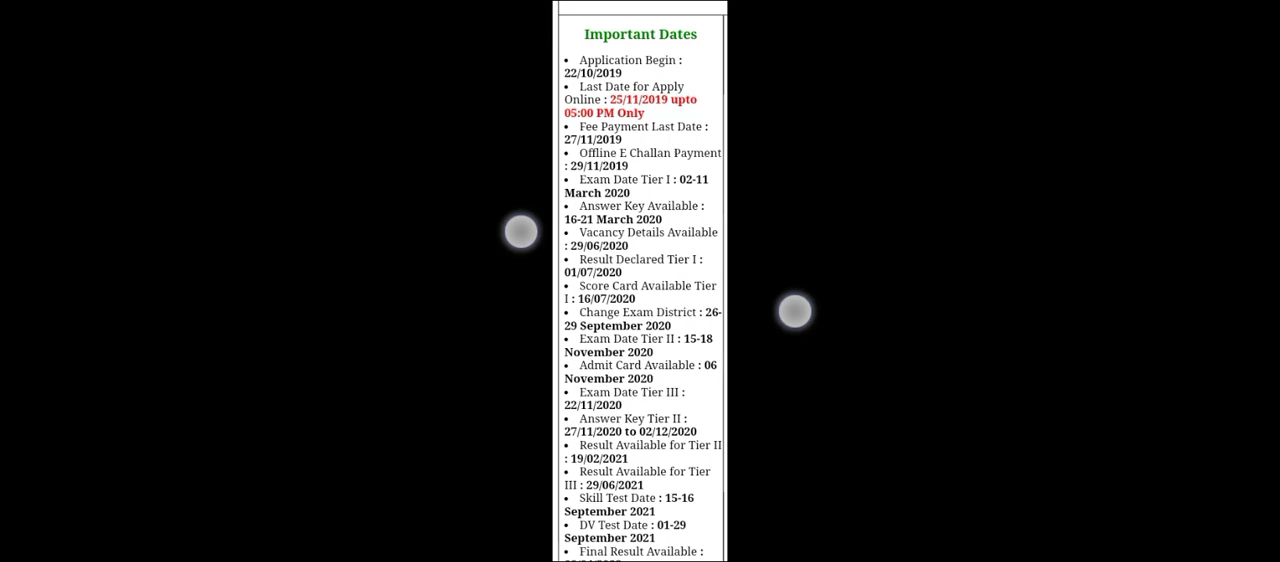 Important Dates
• Application Begin :
22/10/2019
• Last Date for Apply
Online : 25/11/2019 upto
05:00 PM Only
• Fee Payment Last Date :
27/11/2019
• Offline E Challan Payment
: 29/11/2019
• Exam Date Tier I : 02-11
March 2020
• Answer Key Available :
16-21 March 2020
• Vacancy Details Available
: 29/06/2020
• Result Declared Tier I :
01/07/2020
• Score Card Available Tier
I : 16/07/2020
• Change Exam District : 26-
29 September 2020
• Exam Date Tier II : 15-18
November 2020
• Admit Card Available : 06
November 2020
• Exam Date Tier III :
22/11/2020
• Answer Key Tier II :
27/11/2020 to 02/12/2020
• Result Available for Tier II
: 19/02/2021
• Result Available for Tier
III : 29/06/2021
• Skill Test Date : 15-16
September 2021
• DV Test Date : 01-29
September 2021
• Final Result Available :